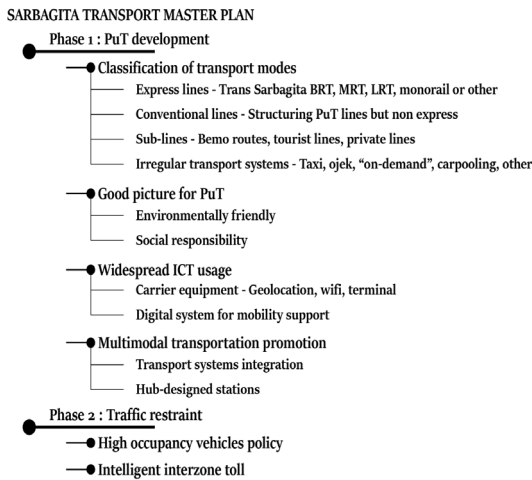 SARBAGITA TRANSPORT MASTER PLAN
Phase 1 : PuT development
Classification of transport modes
Express lines - Trans Sarbagita BRT, MRT, LRT, monorail or other
Conventional lines - Structuring PuT lines but non express
Sub-lines - Bemo routes, tourist lines, private lines
Irregular transport systems - Taxi, ojek, “on-demand”, carpooling, other
Good picture for PuT
Environmentally friendly
Social responsibility
Widespread ICT usage
Carrier equipment - Geolocation, wifi, terminal
Digital system for mobility support
Multimodal transportation promotion
Transport systems integration
Hub-designed stations
Phase 2 : Traffic restraint
High occupancy vehicles policy
Intelligent interzone toll